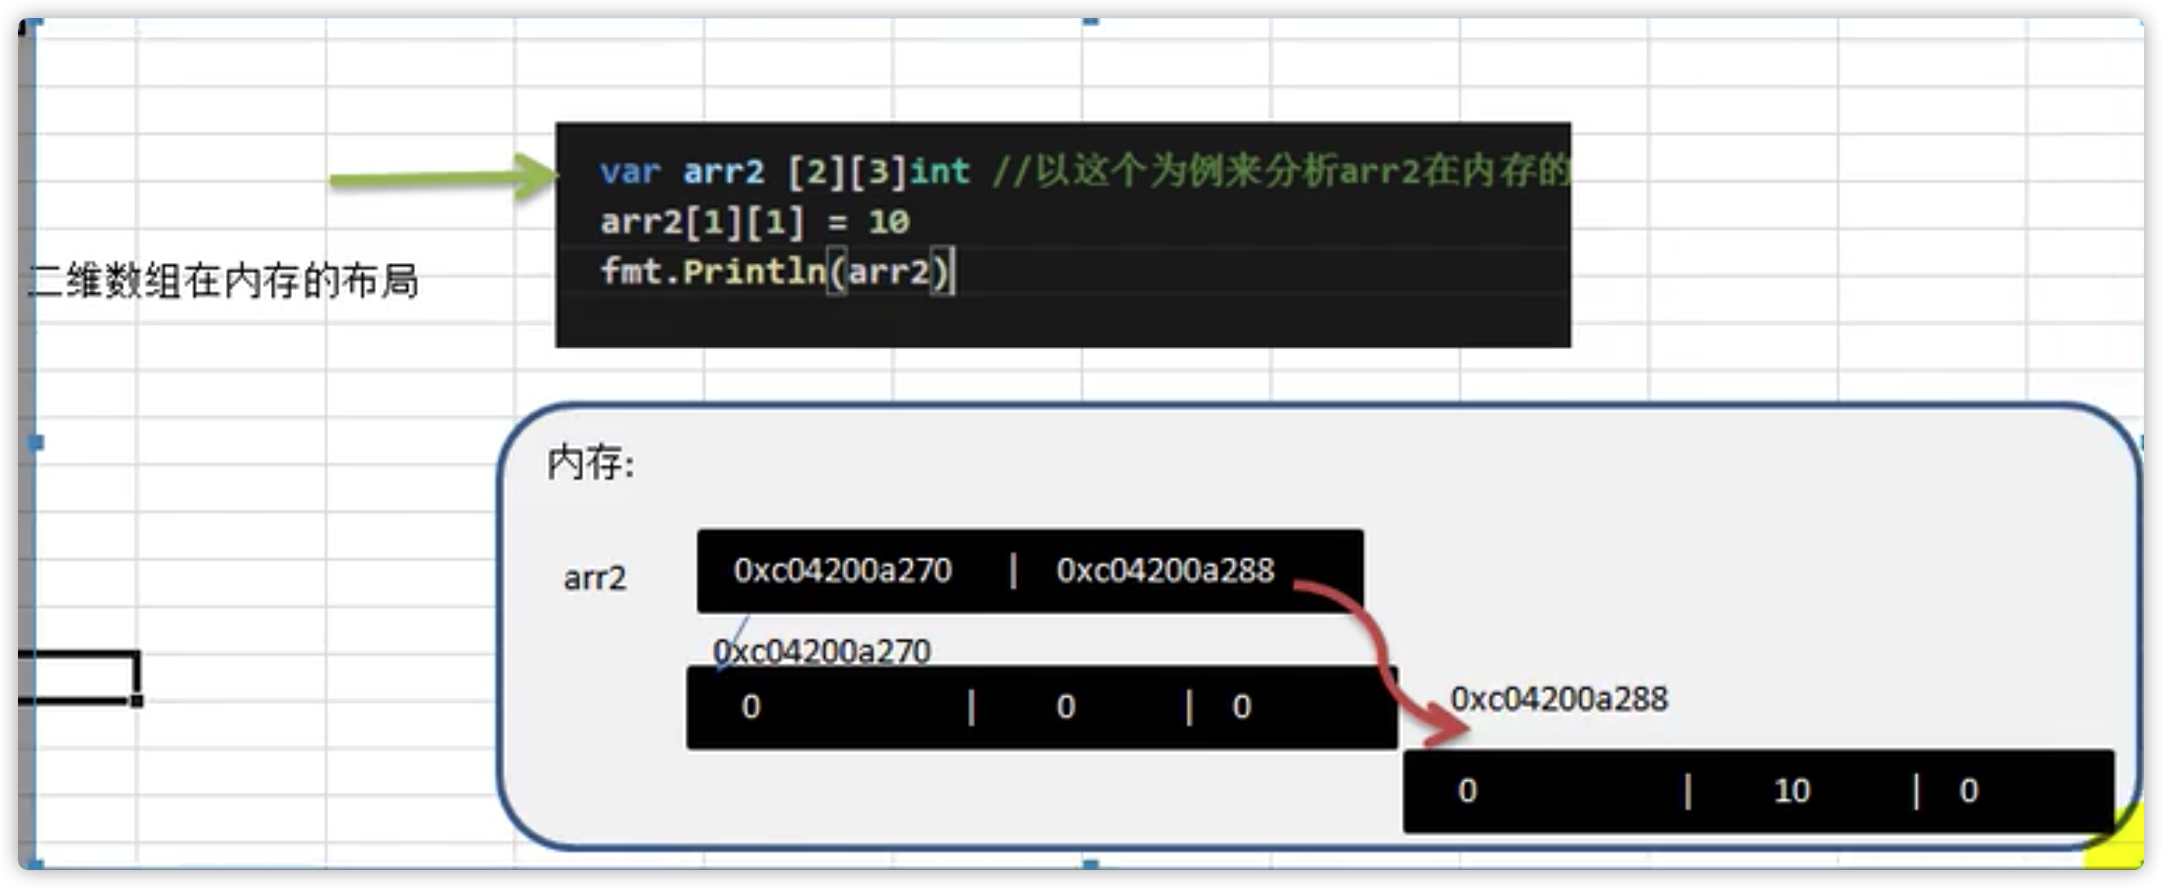 var arr2 [2][3]int //以这个为例来分析arr2在内存的
arr2[1][1] = 10
fmt.Println(arr2)
二维数组在内存的布局
内存:
arr2
0xc04200a270 | 0xc04200a288
0xc04200a270
0 | 0 | 0
0xc04200a288
0 | 10 | 0